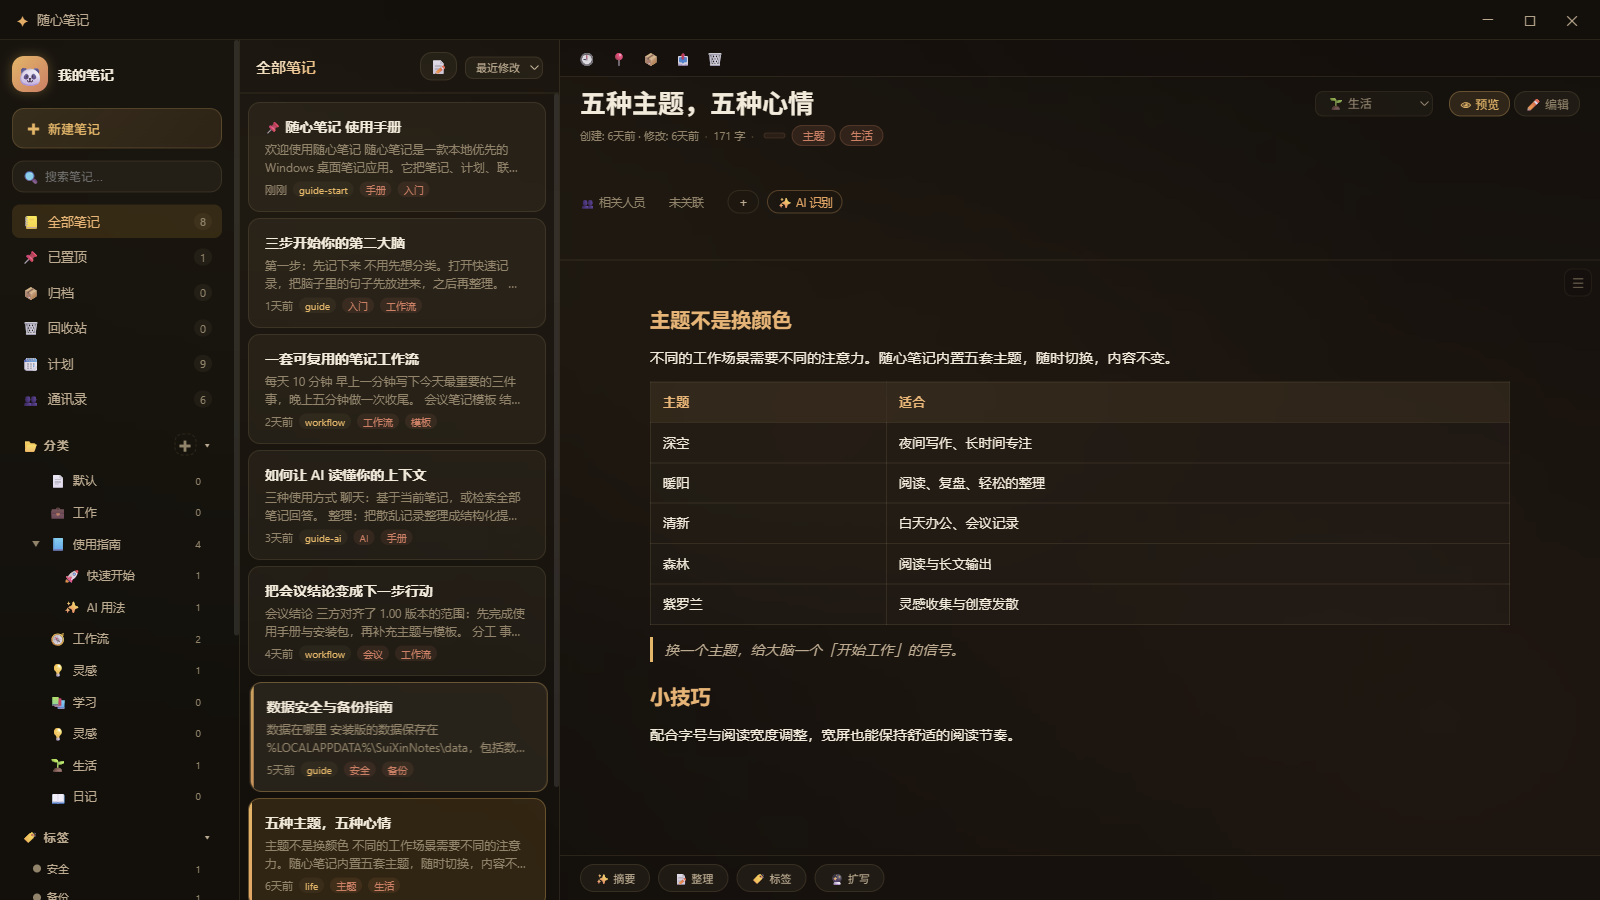 随心笔记
我的笔记
新建笔记
搜索笔记...
全部笔记 8
已置顶 1
归档 0
回收站 0
计划 9
通讯录 6
分类
默认 0
工作 0
使用指南 4
快速开始 1
AI 用法 1
工作流 2
灵感 1
学习 0
灵感 0
生活 1
日记 0
标签
安全 1
备份 1
全部笔记
最近修改
随心笔记 使用手册
欢迎使用随心笔记 随心笔记是一款本地优先的
Windows 桌面笔记应用。它把笔记、计划、联...
刚刚 guide-start 手册 入门
三步开始你的第二大脑
第一步：先记下来 不用先想分类。打开快速记
录，把脑子里的句子先放进来，之后再整理。 ...
1天前 guide 入门 工作流
一套可复用的笔记工作流
每天 10 分钟 早上一分钟写下今天最重要的三件
事，晚上五分钟做一次收尾。 会议笔记模板 结...
2天前 workflow 工作流 模板
如何让 AI 读懂你的上下文
三种使用方式 聊天：基于当前笔记，或检索全部
笔记回答。 整理：把散乱记录整理成结构化提...
3天前 guide-ai AI 手册
把会议结论变成下一步行动
会议结论 三方对齐了 1.00 版本的范围：先完成使
用手册与安装包，再补充主题与模板。 分工 事...
4天前 workflow 会议 工作流
数据安全与备份指南
数据在哪里 安装版的数据保存在
%LOCALAPPDATA%\SuiXinNotes\data，包括数...
5天前 guide 安全 备份
五种主题，五种心情
主题不是换颜色 不同的工作场景需要不同的注意
力。随心笔记内置五套主题，随时切换，内容不...
6天前 life 主题 生活
五种主题，五种心情
生活
预览
编辑
创建: 6天前 · 修改: 6天前 · 171 字 · 主题 生活
相关人员 未关联 + AI 识别
主题不是换颜色
不同的工作场景需要不同的注意力。随心笔记内置五套主题，随时切换，内容不变。
主题 适合
深空 夜间写作、长时间专注
暖阳 阅读、复盘、轻松的整理
清新 白天办公、会议记录
森林 阅读与长文输出
紫罗兰 灵感收集与创意发散
换一个主题，给大脑一个「开始工作」的信号。
小技巧
配合字号与阅读宽度调整，宽屏也能保持舒适的阅读节奏。
摘要 整理 标签 扩写